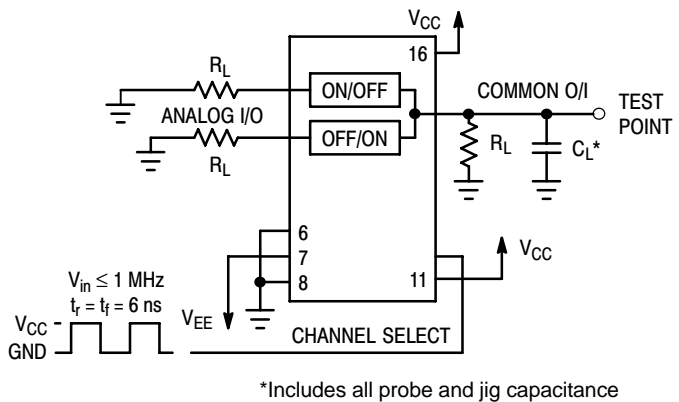 VCC
16
RL
ON/OFF
COMMON O/I
TEST
POINT
ANALOG I/O
OFF/ON
RL
RL
CL*
6
7
8
11
VCC
Vin ≤ 1 MHz
tr = tf = 6 ns
VEE
VCC
GND
CHANNEL SELECT
*Includes all probe and jig capacitance